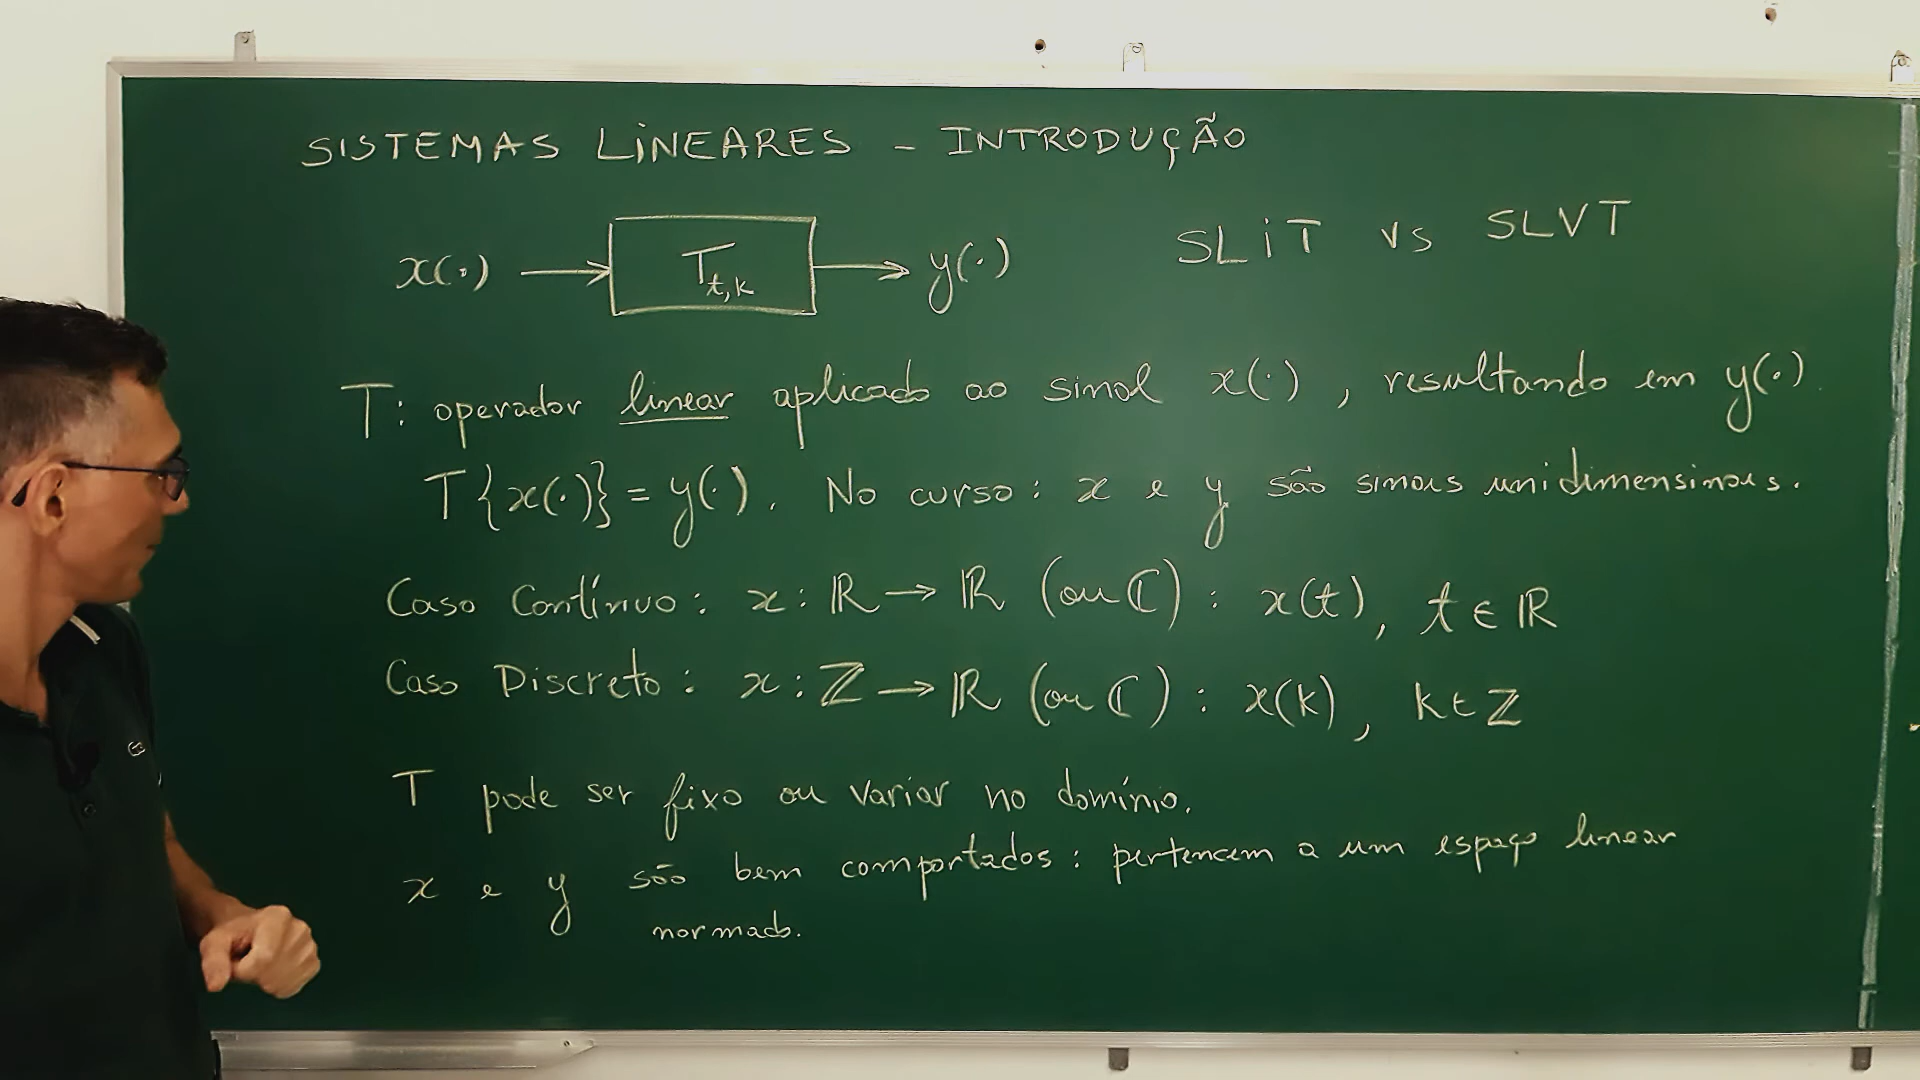 SISTEMAS LINEARES - INTRODUÇÃO
x(·) → T_{t,k} → y(·) SLIT vs SLVT
T: operador linear aplicado ao sinal x(·), resultando em y(·).
T{x(·)} = y(·). No curso: x e y são sinais unidimensinais.
Caso Contínuo: x: ℝ → ℝ (ou ℂ): x(t), t ∈ ℝ
Caso Discreto: x: ℤ → ℝ (ou ℂ): x(k), k ∈ ℤ
T pode ser fixo ou variar no domínio.
x e y são bem comportados: pertencem a um espaço linear
normado.